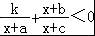 k/(x+a) + (x+b)/(x+c) < 0